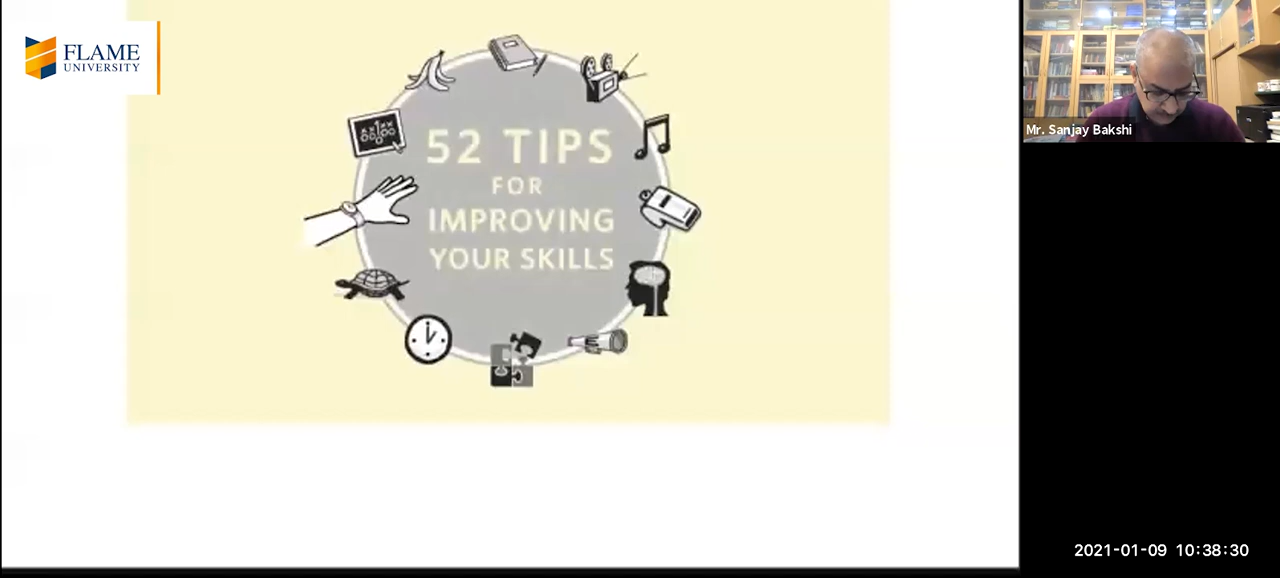 FLAME
UNIVERSITY
52 TIPS
FOR
IMPROVING
YOUR SKILLS
Mr. Sanjay Bakshi
2021-01-09 10:38:30